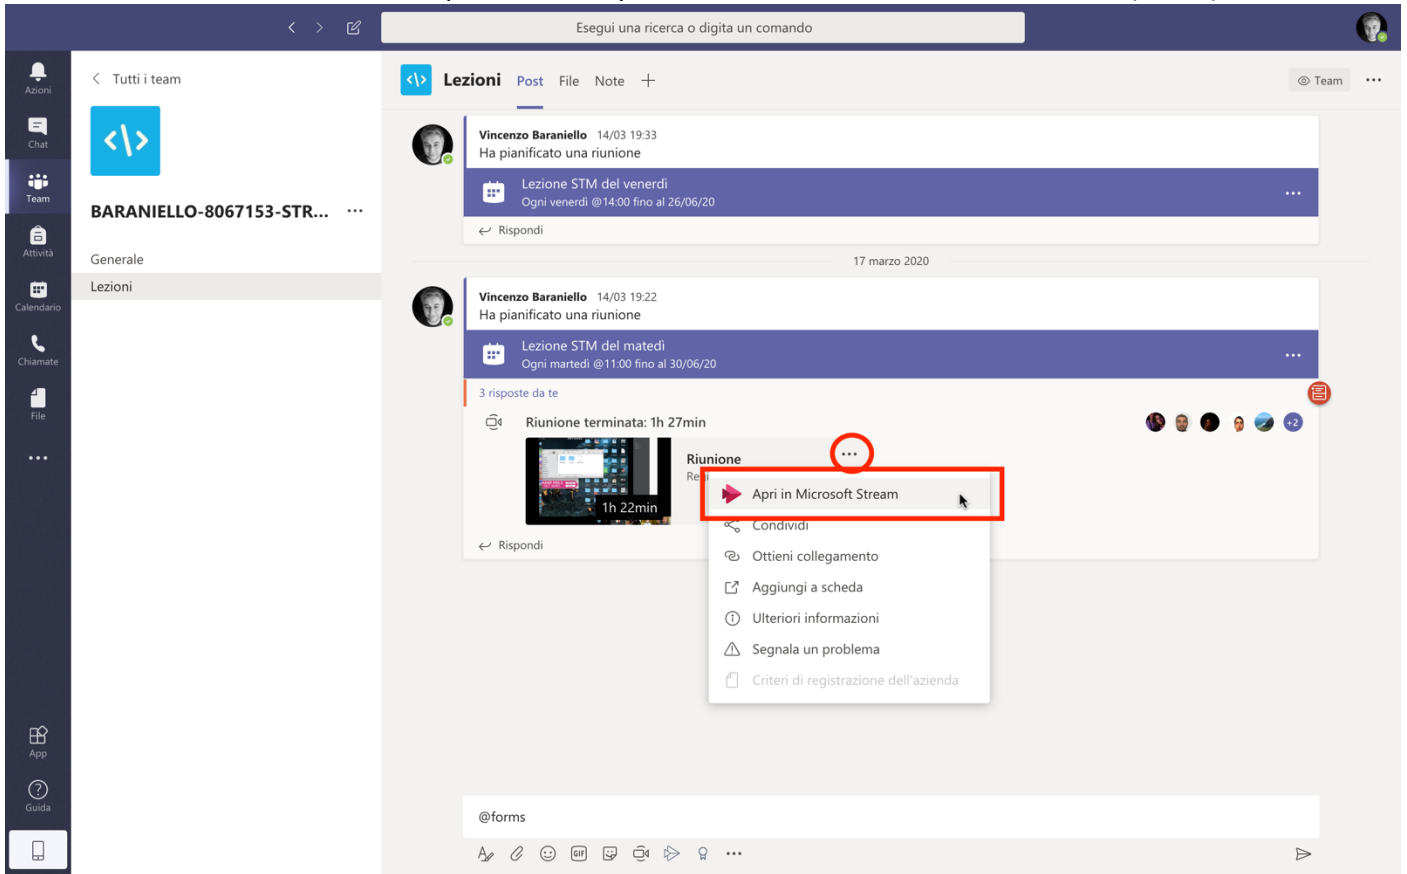 Esegui una ricerca o digita un comando
Azioni
Chat
Team
Attività
Calendario
Chiamate
File
App
Guida
Tutti i team
BARANIELLO-8067153-STR...
Generale
Lezioni
Lezioni Post File Note
Team
Vincenzo Baraniello 14/03 19:33
Ha pianificato una riunione
Lezione STM del venerdì
Ogni venerdì @14:00 fino al 26/06/20
Rispondi
17 marzo 2020
Vincenzo Baraniello 14/03 19:22
Ha pianificato una riunione
Lezione STM del matedì
Ogni martedì @11:00 fino al 30/06/20
3 risposte da te
Riunione terminata: 1h 27min
+2
Riunione
1h 22min
Apri in Microsoft Stream
Condividi
Ottieni collegamento
Aggiungi a scheda
Ulteriori informazioni
Segnala un problema
Criteri di registrazione dell'azienda
Rispondi
@forms
GIF